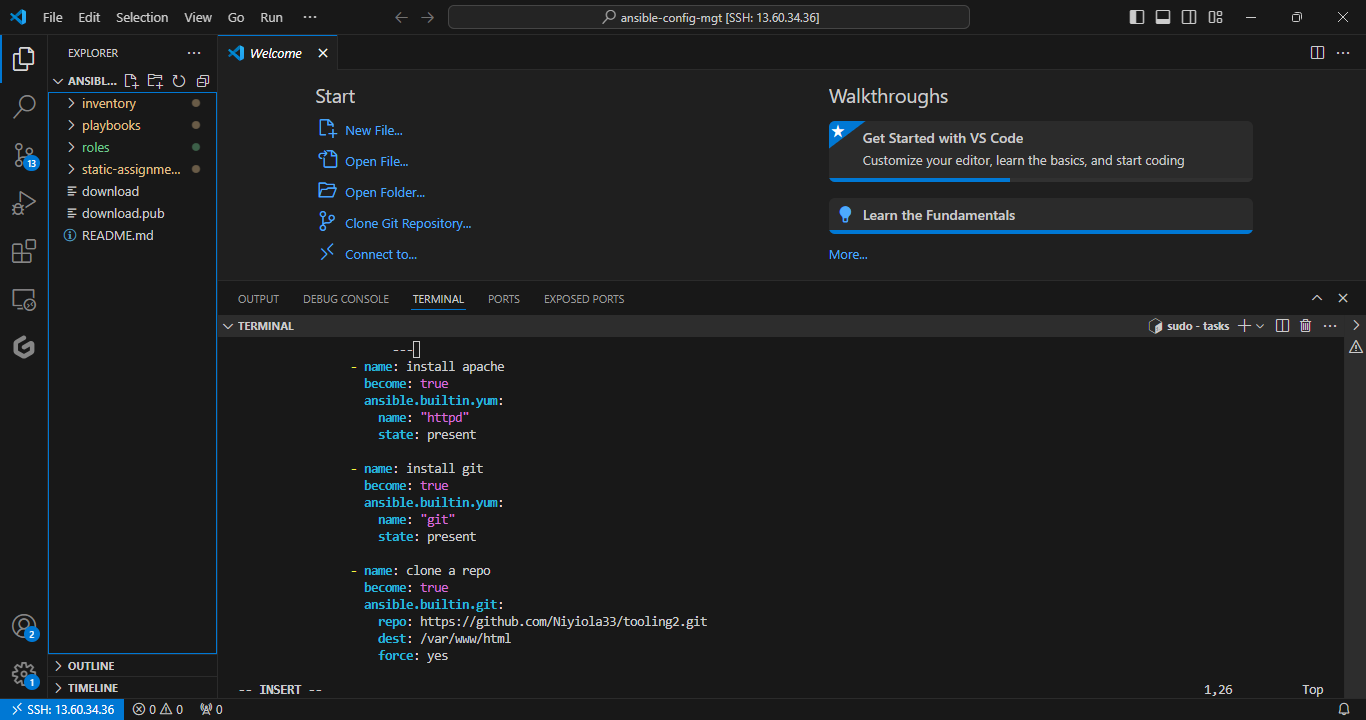 File Edit Selection View Go Run ··· ansible-config-mgt [SSH: 13.60.34.36]
EXPLORER ···
ANSIBL...
inventory
playbooks
roles
static-assignme...
download
download.pub
README.md
OUTLINE
TIMELINE
13
2
1
Welcome
Start
New File...
Open File...
Open Folder...
Clone Git Repository...
Connect to...
Walkthroughs
Get Started with VS Code
Customize your editor, learn the basics, and start coding
Learn the Fundamentals
More...
OUTPUT DEBUG CONSOLE TERMINAL PORTS EXPOSED PORTS
TERMINAL sudo - tasks
---
- name: install apache
become: true
ansible.builtin.yum:
name: "httpd"
state: present
- name: install git
become: true
ansible.builtin.yum:
name: "git"
state: present
- name: clone a repo
become: true
ansible.builtin.git:
repo: https://github.com/Niyiola33/tooling2.git
dest: /var/www/html
force: yes
-- INSERT -- 1,26 Top
SSH: 13.60.34.36 0 0 0